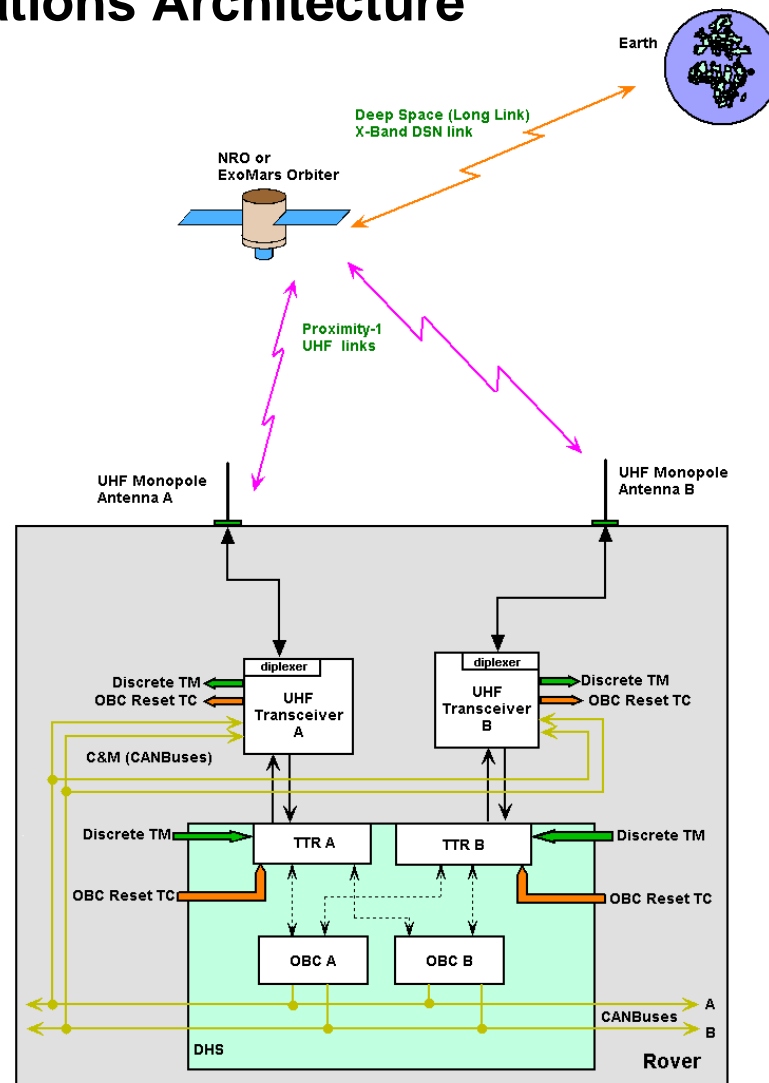 ations Architecture
Earth
Deep Space (Long Link)
X-Band DSN link
NRO or
ExoMars Orbiter
Proximity-1
UHF links
UHF Monopole
Antenna A
UHF Monopole
Antenna B
diplexer
UHF
Transceiver
A
Discrete TM
OBC Reset TC
diplexer
UHF
Transceiver
B
Discrete TM
OBC Reset TC
C&M (CANBuses)
Discrete TM
TTR A
TTR B
Discrete TM
OBC Reset TC
OBC Reset TC
OBC A
OBC B
A
CANBuses
B
DHS
Rover